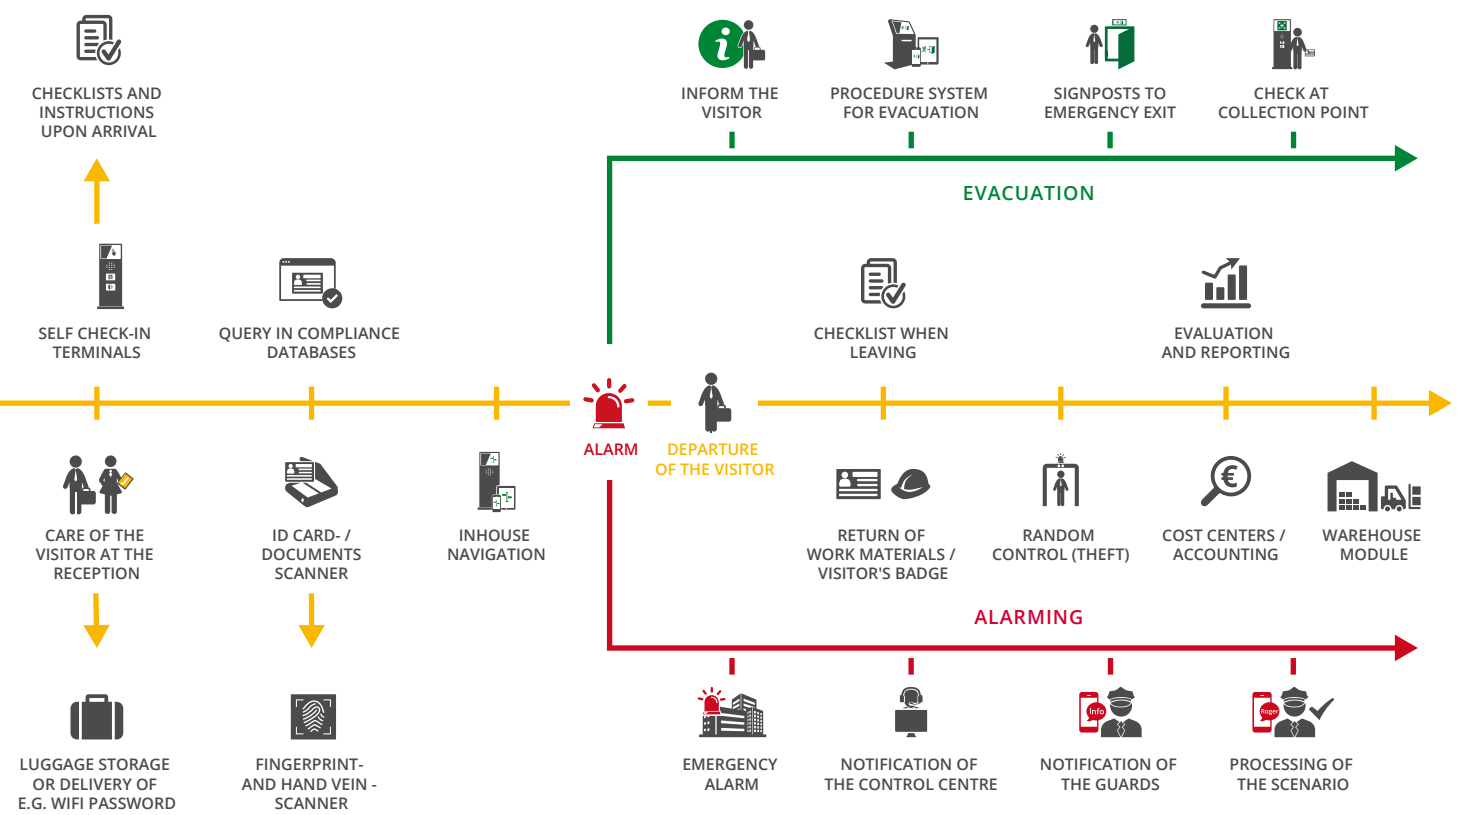 CHECKLISTS AND
INSTRUCTIONS
UPON ARRIVAL
INFORM THE
VISITOR
PROCEDURE SYSTEM
FOR EVACUATION
SIGNPOSTS TO
EMERGENCY EXIT
CHECK AT
COLLECTION POINT
EVACUATION
SELF CHECK-IN
TERMINALS
QUERY IN COMPLIANCE
DATABASES
CHECKLIST WHEN
LEAVING
EVALUATION
AND REPORTING
ALARM
DEPARTURE
OF THE VISITOR
CARE OF THE
VISITOR AT THE
RECEPTION
ID CARD- /
DOCUMENTS
SCANNER
INHOUSE
NAVIGATION
RETURN OF
WORK MATERIALS /
VISITOR'S BADGE
RANDOM
CONTROL (THEFT)
€
COST CENTERS /
ACCOUNTING
WAREHOUSE
MODULE
ALARMING
LUGGAGE STORAGE
OR DELIVERY OF
E.G. WIFI PASSWORD
FINGERPRINT-
AND HAND VEIN -
SCANNER
EMERGENCY
ALARM
NOTIFICATION OF
THE CONTROL CENTRE
Info
NOTIFICATION OF
THE GUARDS
Roger
PROCESSING OF
THE SCENARIO